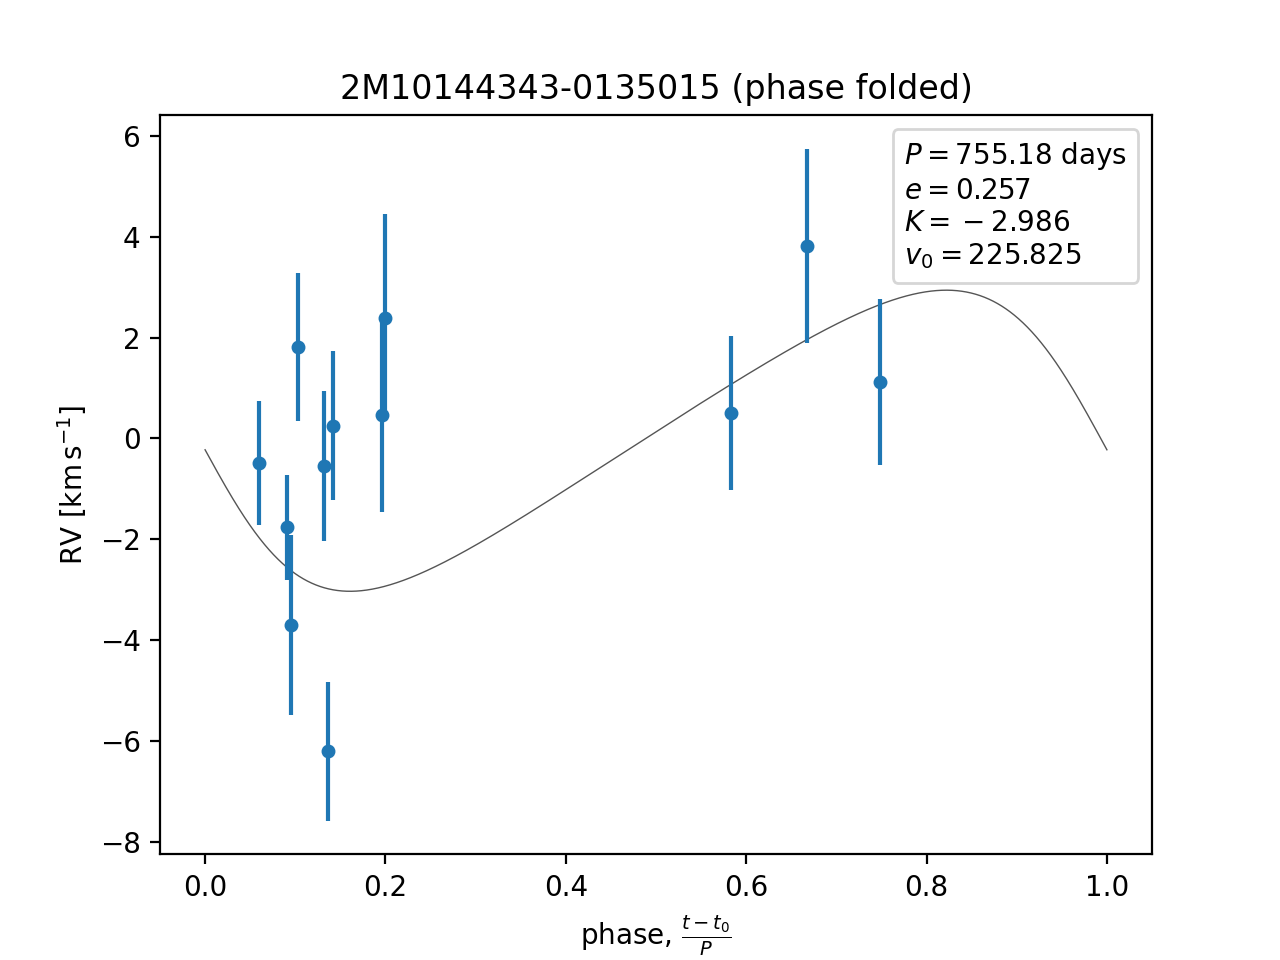 2M10144343-0135015 (phase folded)
P = 755.18 days
e = 0.257
K = −2.986
v₀ = 225.825
RV [km s⁻¹]
6
4
2
0
−2
−4
−6
−8
0.0 0.2 0.4 0.6 0.8 1.0
phase, (t − t₀)/P